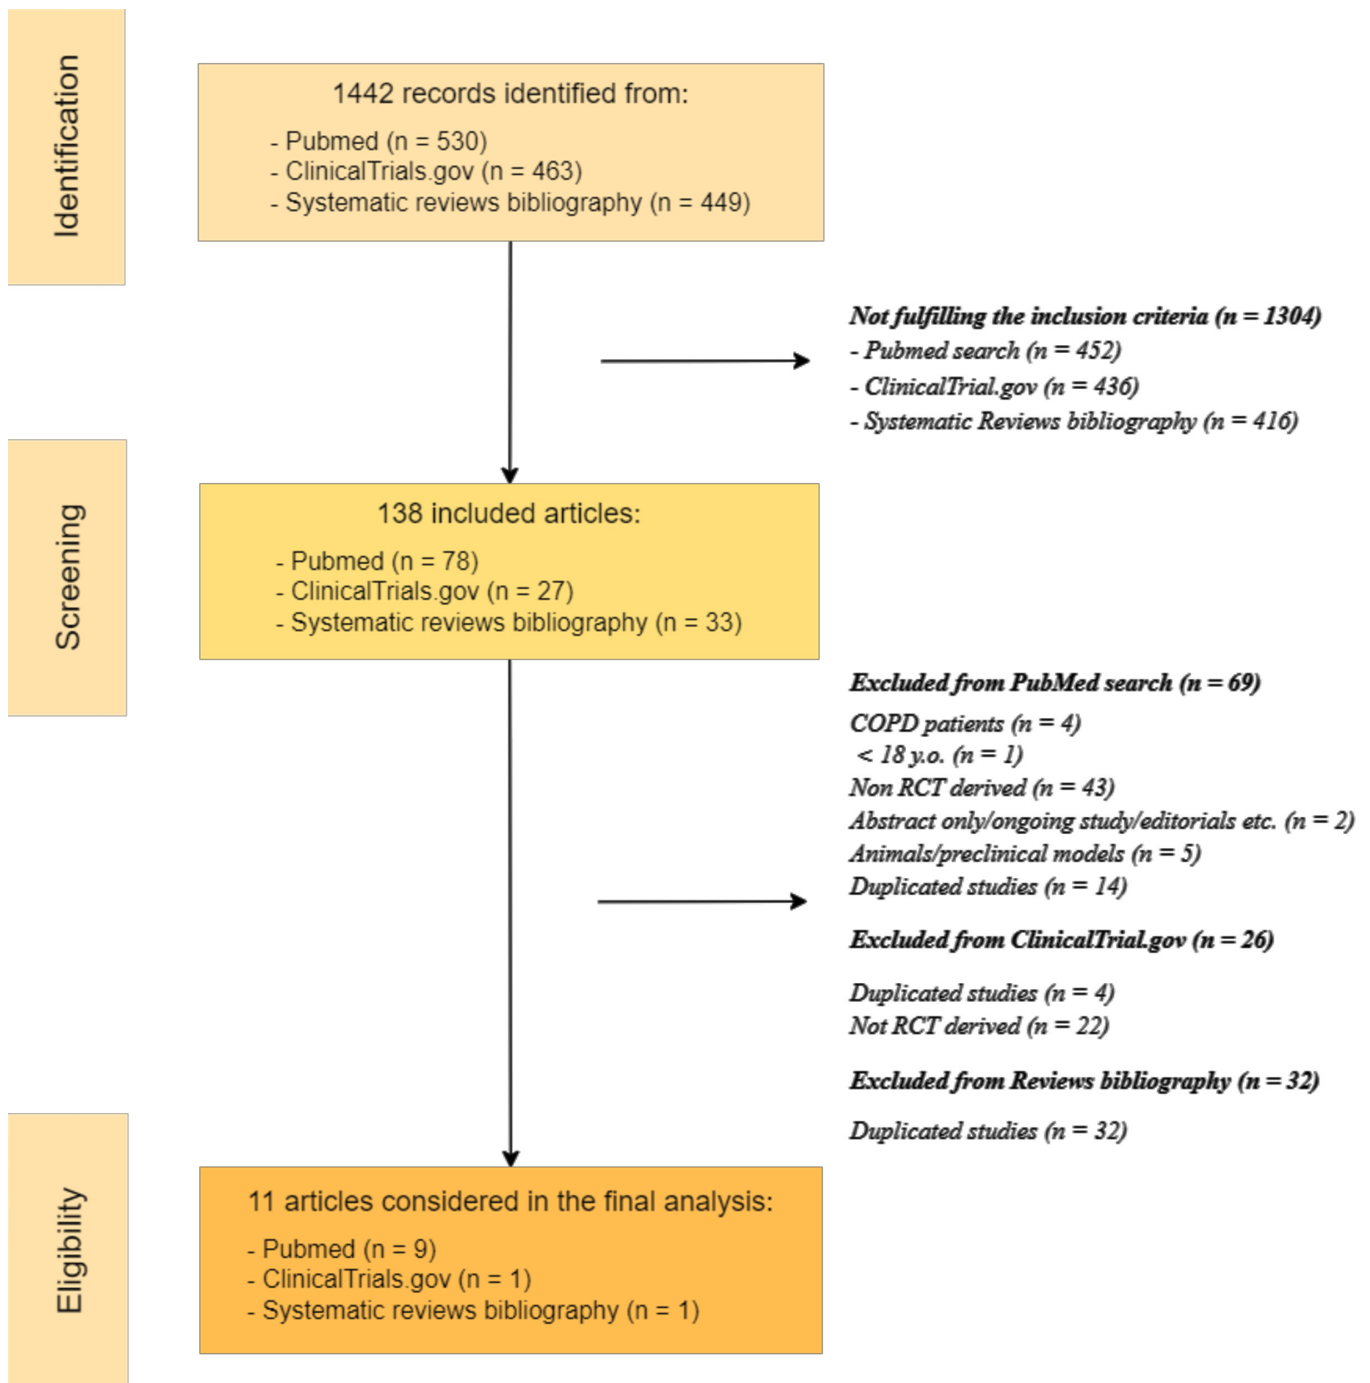 Identification
1442 records identified from:
- Pubmed (n = 530)
- ClinicalTrials.gov (n = 463)
- Systematic reviews bibliography (n = 449)
Not fulfilling the inclusion criteria (n = 1304)
- Pubmed search (n = 452)
- ClinicalTrial.gov (n = 436)
- Systematic Reviews bibliography (n = 416)
Screening
138 included articles:
- Pubmed (n = 78)
- ClinicalTrials.gov (n = 27)
- Systematic reviews bibliography (n = 33)
Excluded from PubMed search (n = 69)
COPD patients (n = 4)
< 18 y.o. (n = 1)
Non RCT derived (n = 43)
Abstract only/ongoing study/editorials etc. (n = 2)
Animals/preclinical models (n = 5)
Duplicated studies (n = 14)
Excluded from ClinicalTrial.gov (n = 26)
Duplicated studies (n = 4)
Not RCT derived (n = 22)
Excluded from Reviews bibliography (n = 32)
Duplicated studies (n = 32)
Eligibility
11 articles considered in the final analysis:
- Pubmed (n = 9)
- ClinicalTrials.gov (n = 1)
- Systematic reviews bibliography (n = 1)